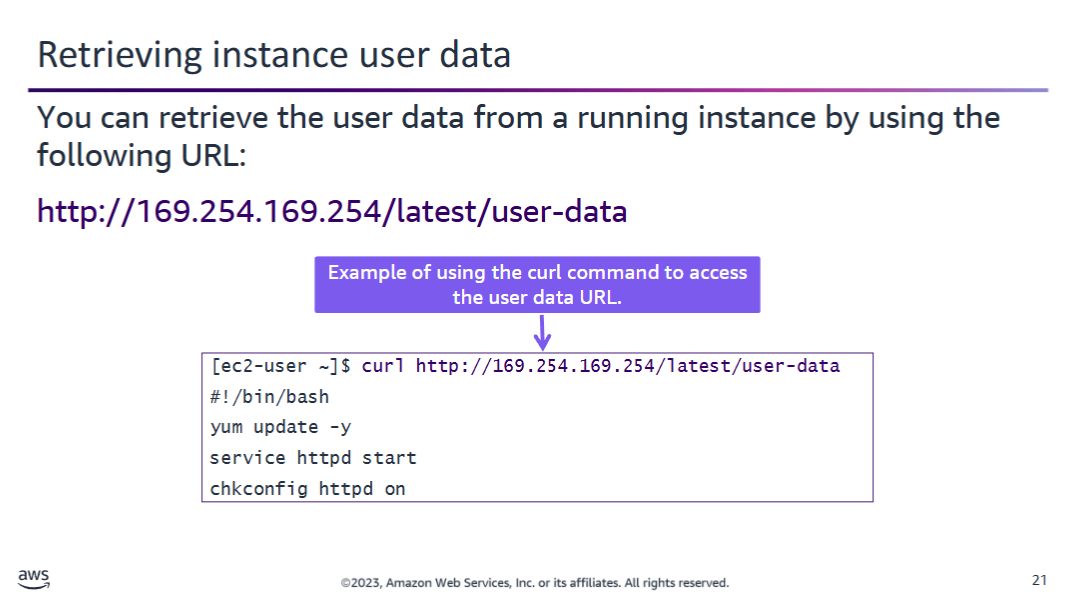 Retrieving instance user data
You can retrieve the user data from a running instance by using the
following URL:
http://169.254.169.254/latest/user-data
Example of using the curl command to access
the user data URL.
[ec2-user ~]$ curl http://169.254.169.254/latest/user-data
#!/bin/bash
yum update -y
service httpd start
chkconfig httpd on
aws
©2023, Amazon Web Services, Inc. or its affiliates. All rights reserved.
21